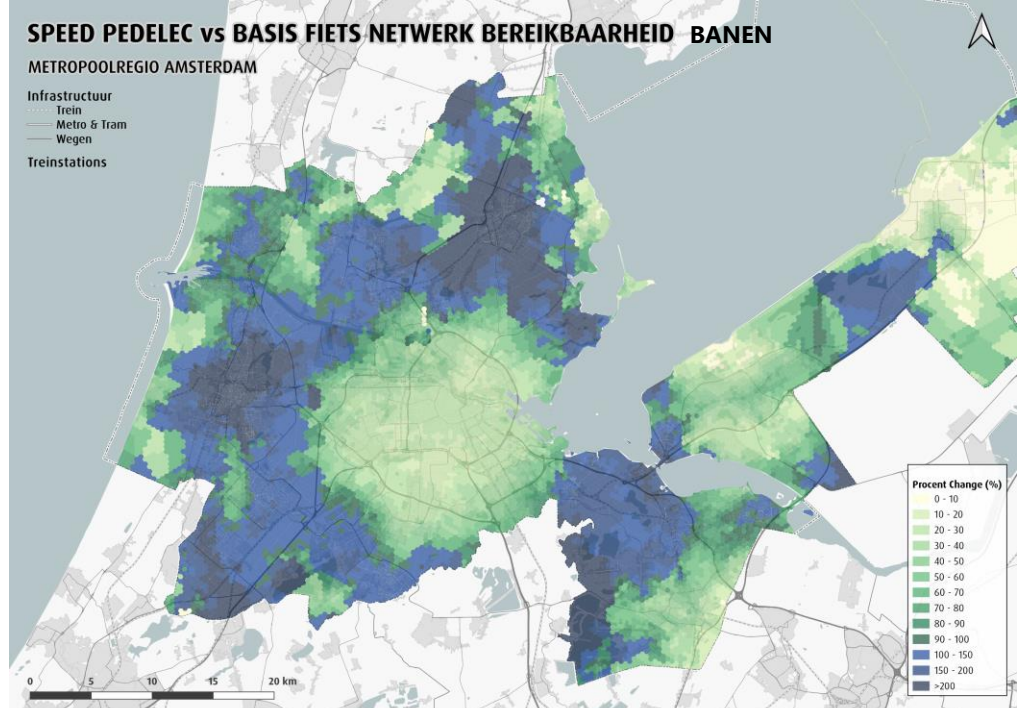 SPEED PEDELEC vs BASIS FIETS NETWERK BEREIKBAARHEID BANEN
METROPOOLREGIO AMSTERDAM
Infrastructuur
Trein
Metro & Tram
Wegen
Treinstations
Procent Change (%)
0 - 10
10 - 20
20 - 30
30 - 40
40 - 50
50 - 60
60 - 70
70 - 80
80 - 90
90 - 100
100 - 150
150 - 200
>200
0 5 10 15 20 km